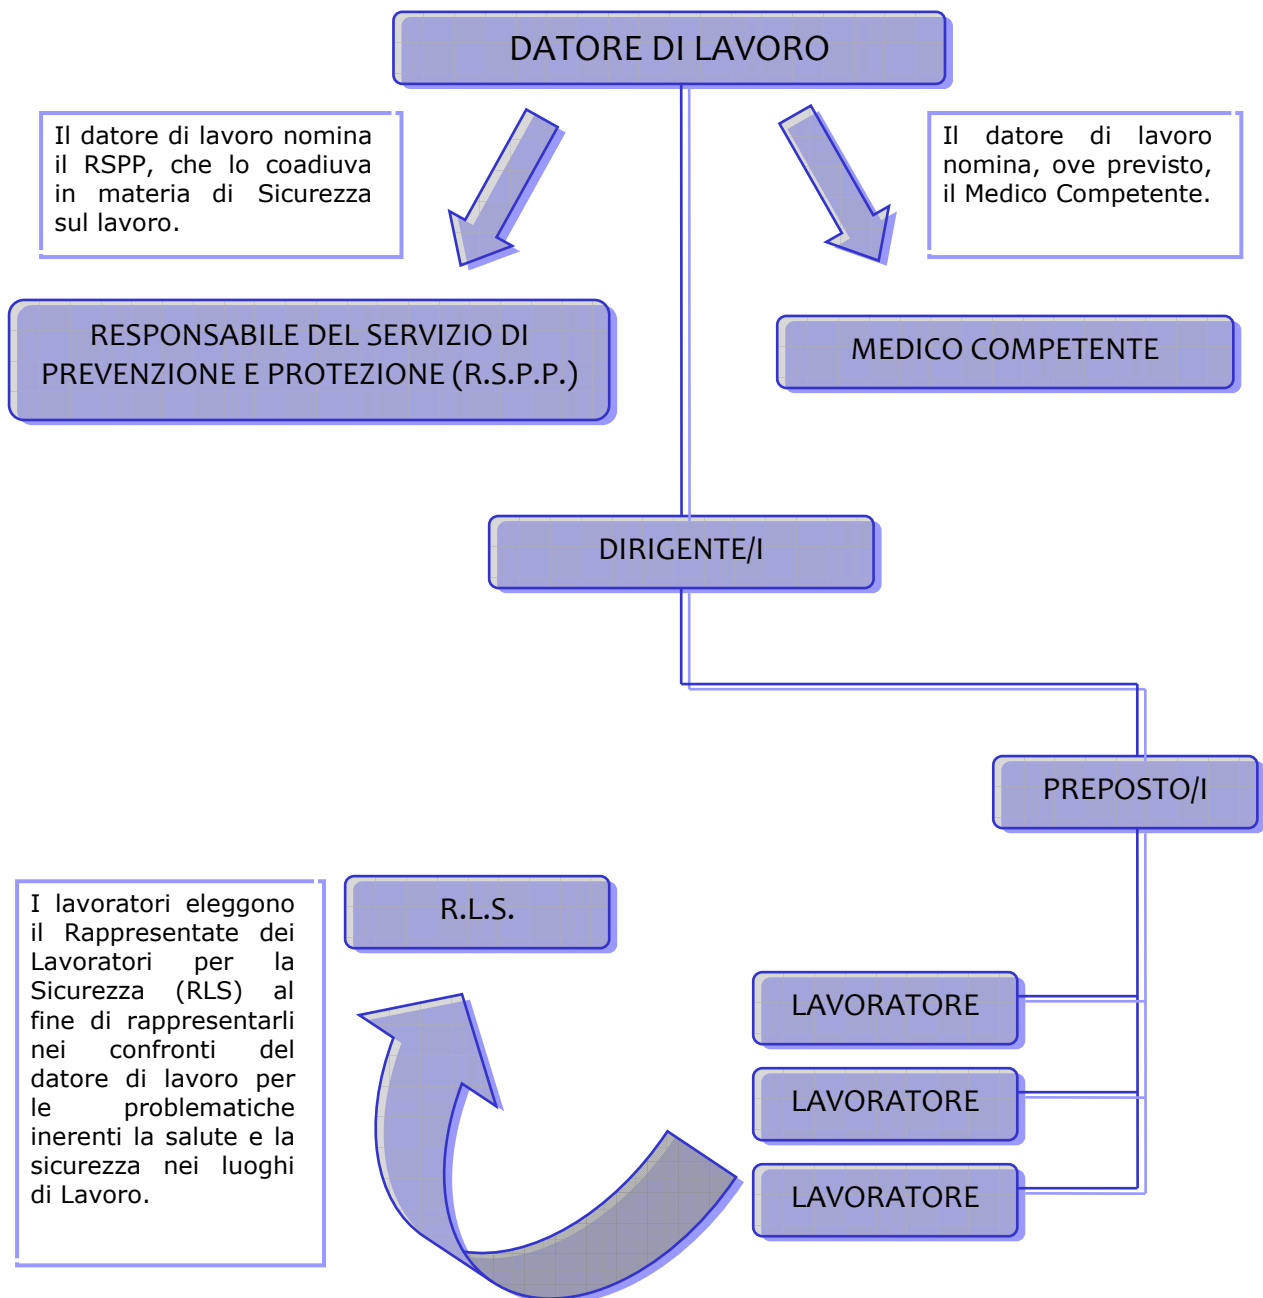 DATORE DI LAVORO
Il datore di lavoro nomina
il RSPP, che lo coadiuva
in materia di Sicurezza
sul lavoro.
Il datore di lavoro
nomina, ove previsto,
il Medico Competente.
RESPONSABILE DEL SERVIZIO DI
PREVENZIONE E PROTEZIONE (R.S.P.P.)
MEDICO COMPETENTE
DIRIGENTE/I
PREPOSTO/I
I lavoratori eleggono
il Rappresentate dei
Lavoratori per la
Sicurezza (RLS) al
fine di rappresentarli
nei confronti del
datore di lavoro per
le problematiche
inerenti la salute e la
sicurezza nei luoghi
di Lavoro.
R.L.S.
LAVORATORE
LAVORATORE
LAVORATORE